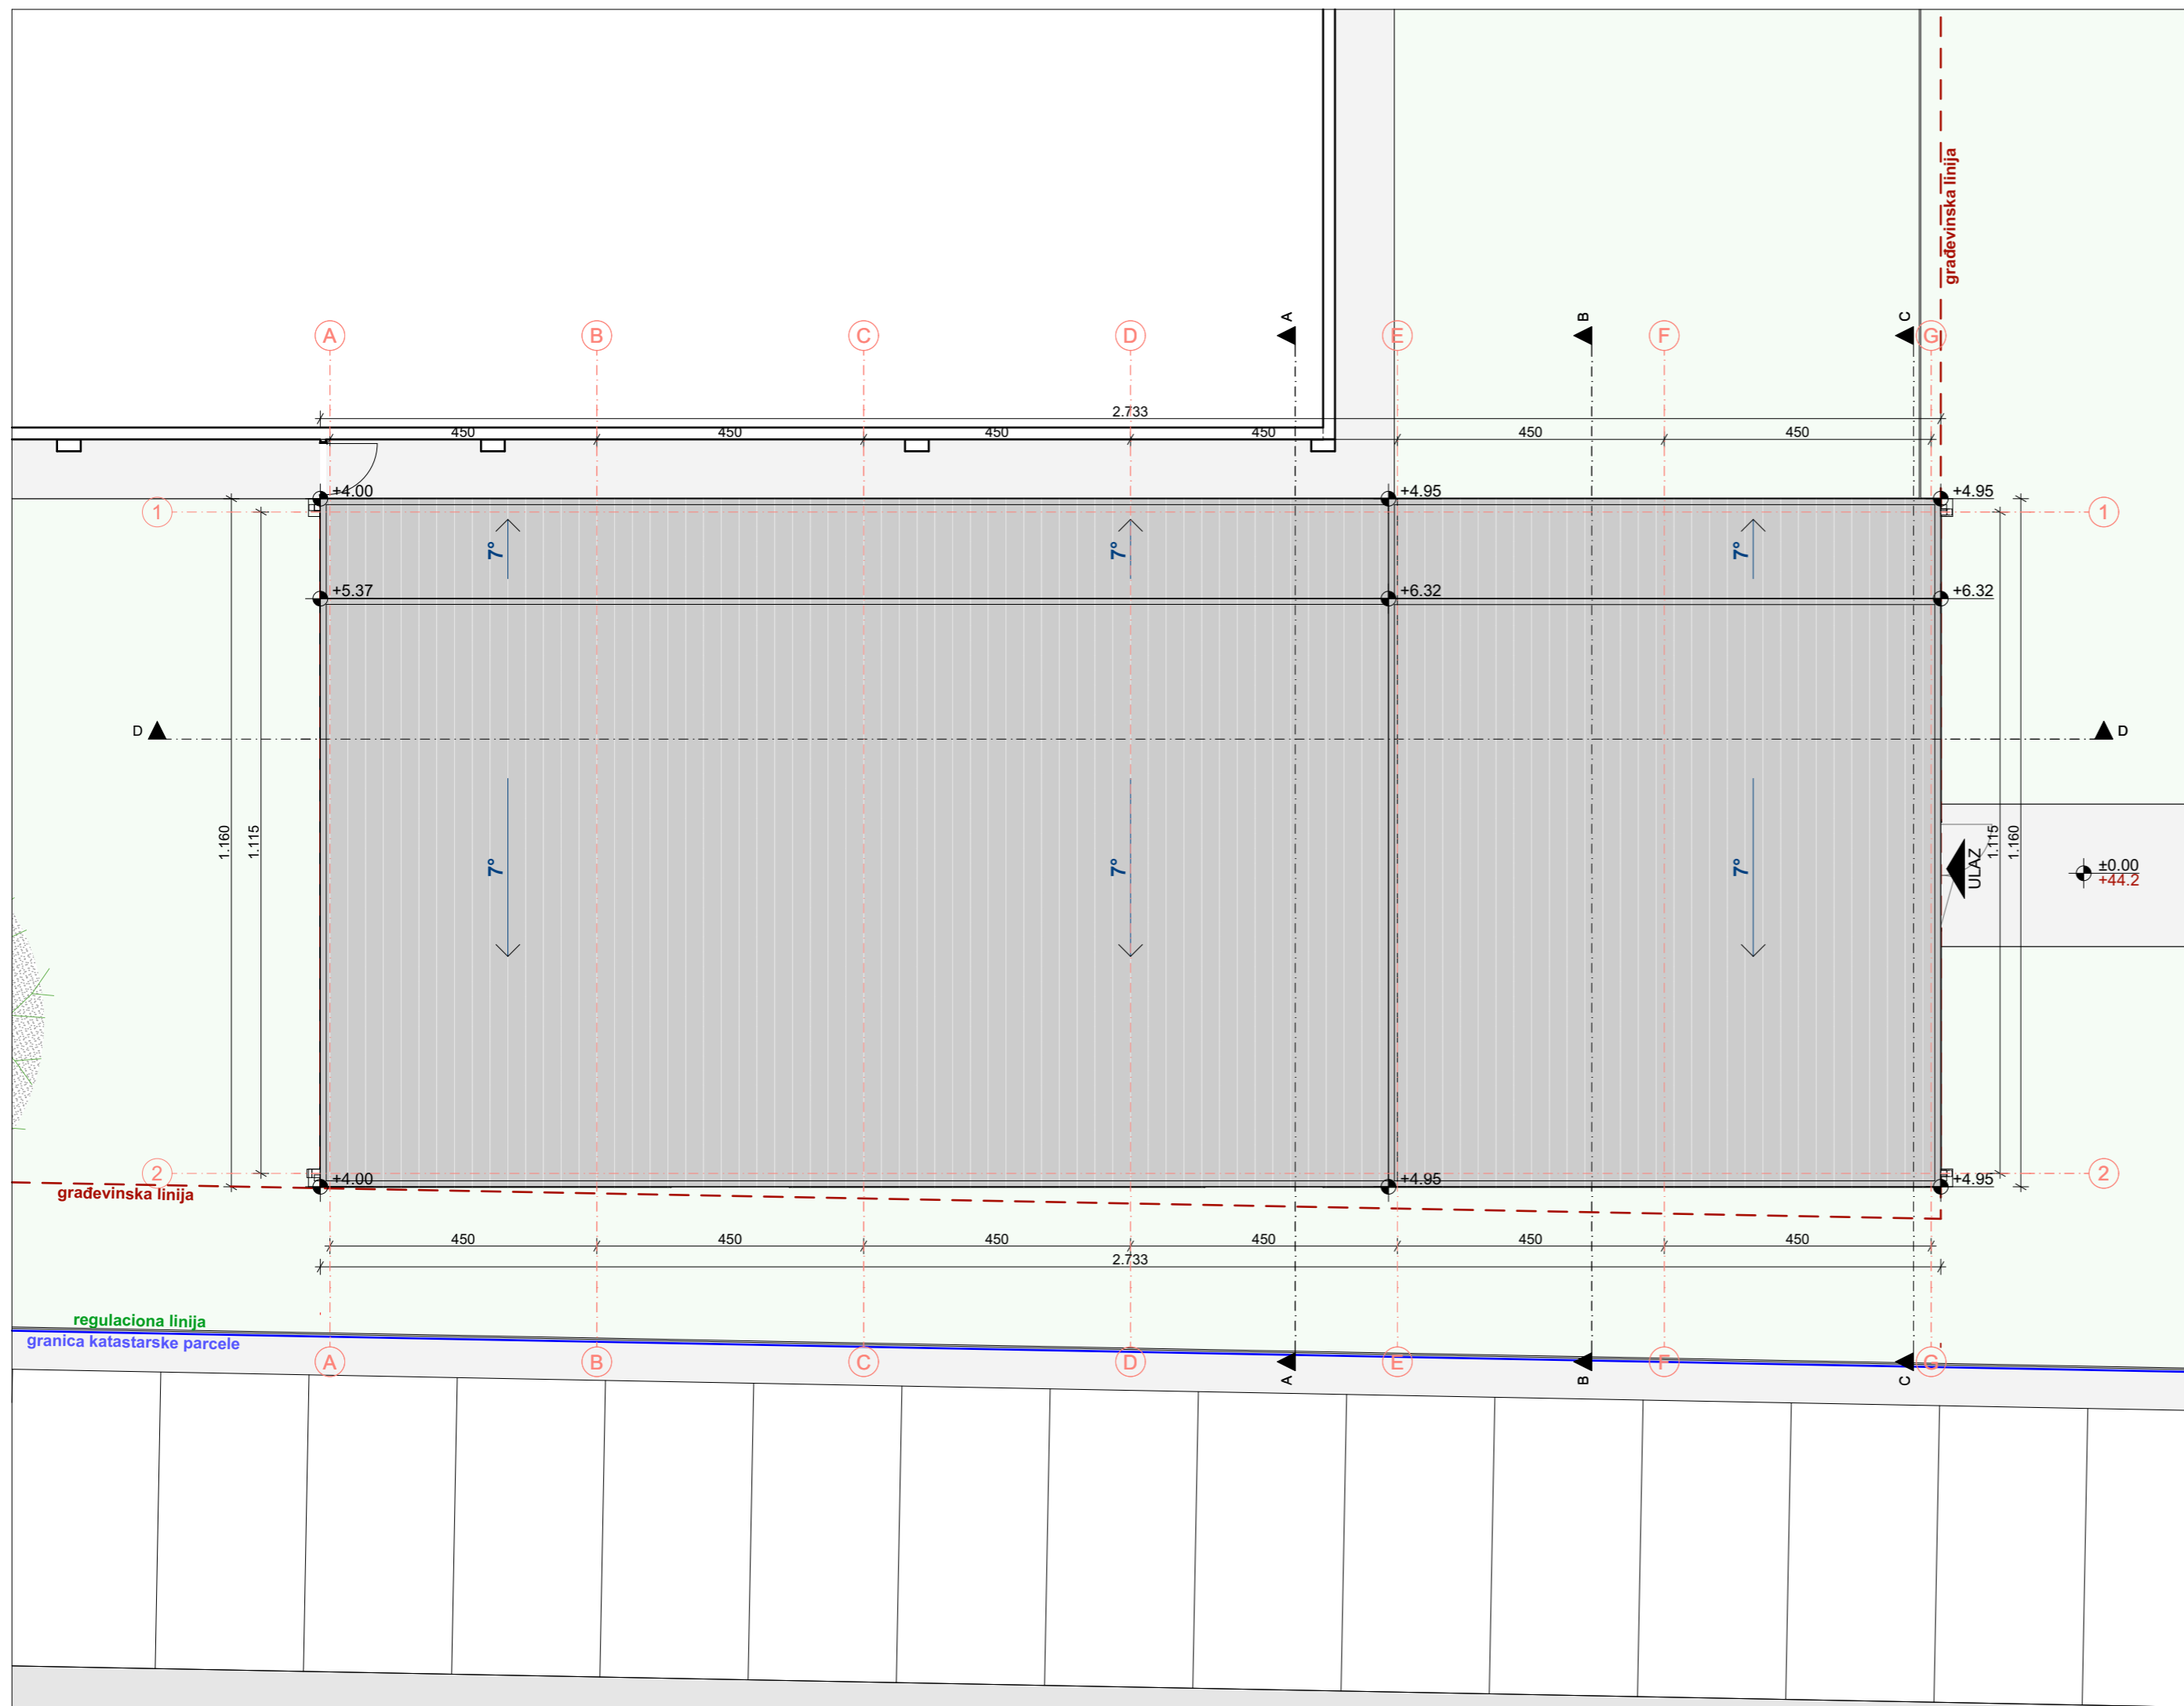 građevinska linija
A
B
C
A B C D E F G
2.733
450 450 450 450 450 450
+4.00 +4.95 +4.95
1 1
7° 7° 7°
+5.37 +6.32 +6.32
D D
1.160 1.115 7° 7° 7° ULAZ 1.115 1.160
±0.00
+44.2
2 +4.00 +4.95 +4.95 2
građevinska linija
450 450 450 450 450 450
2.733
regulaciona linija
granica katastarske parcele
A B C D E F G
A
B
C